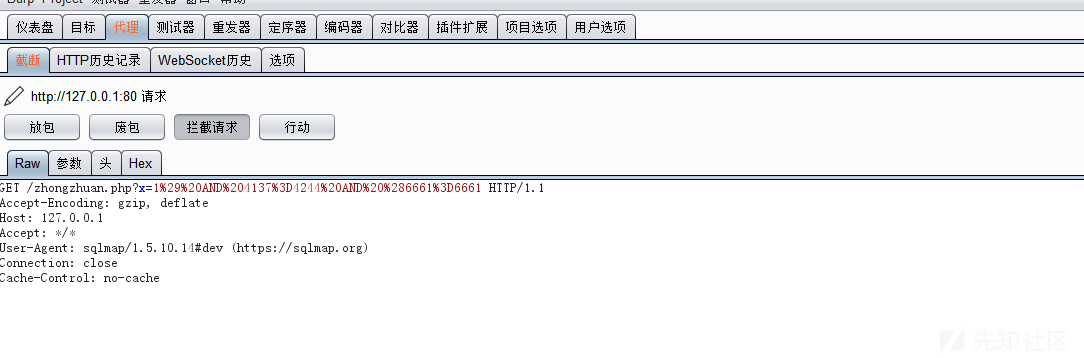 Burp Project 测试器 重发器 窗口 帮助
仪表盘 目标 代理 测试器 重发器 定序器 编码器 对比器 插件扩展 项目选项 用户选项
截断 HTTP历史记录 WebSocket历史 选项
http://127.0.0.1:80 请求
放包 废包 拦截请求 行动
Raw 参数 头 Hex
GET /zhongzhuan.php?x=1%29%20AND%204137%3D4244%20AND%20%286661%3D6661 HTTP/1.1
Accept-Encoding: gzip, deflate
Host: 127.0.0.1
Accept: */*
User-Agent: sqlmap/1.5.10.14#dev (https://sqlmap.org)
Connection: close
Cache-Control: no-cache
先知社区